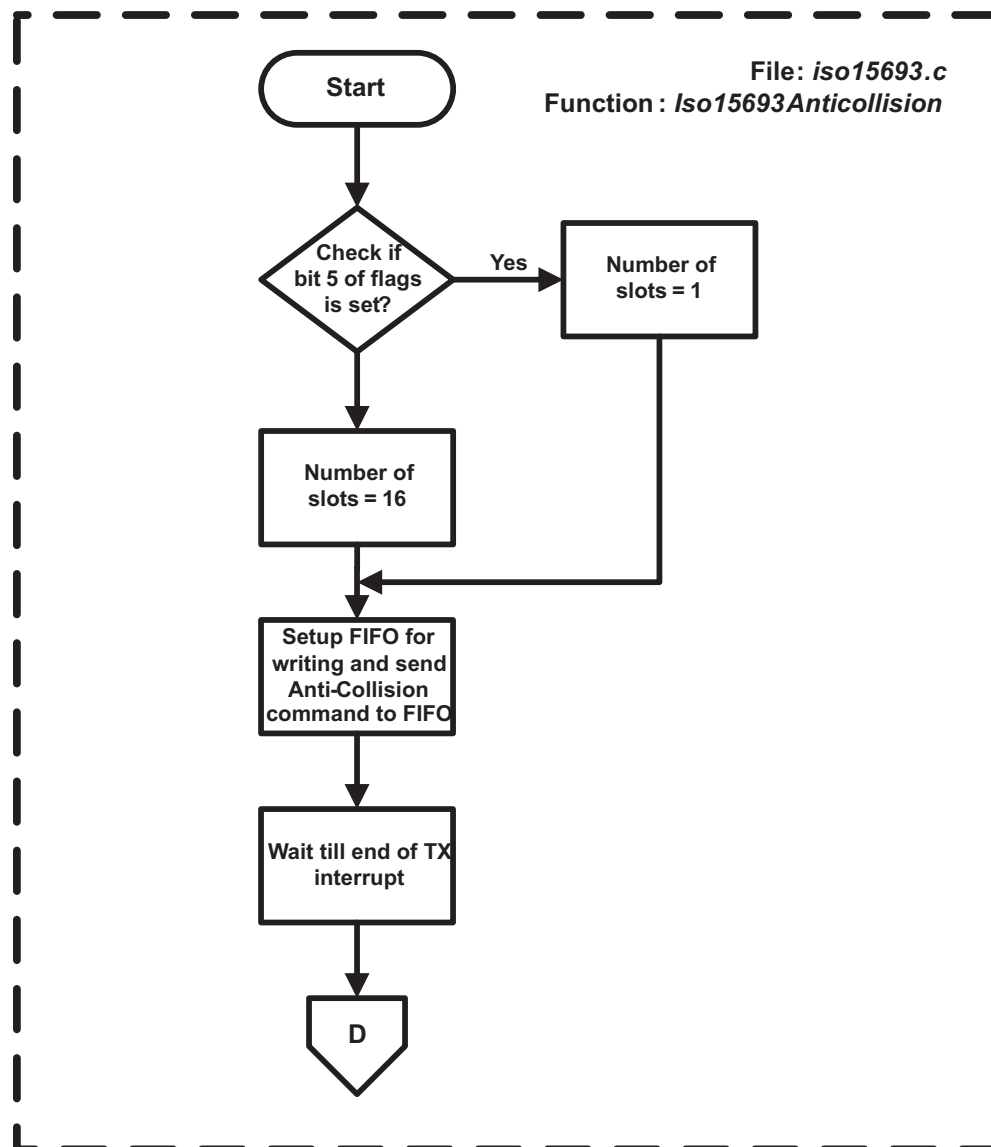 File: iso15693.c
Function : Iso15693Anticollision
Start
Check if
bit 5 of flags
is set?
Yes
Number of
slots = 1
Number of
slots = 16
Setup FIFO for
writing and send
Anti-Collision
command to FIFO
Wait till end of TX
interrupt
D